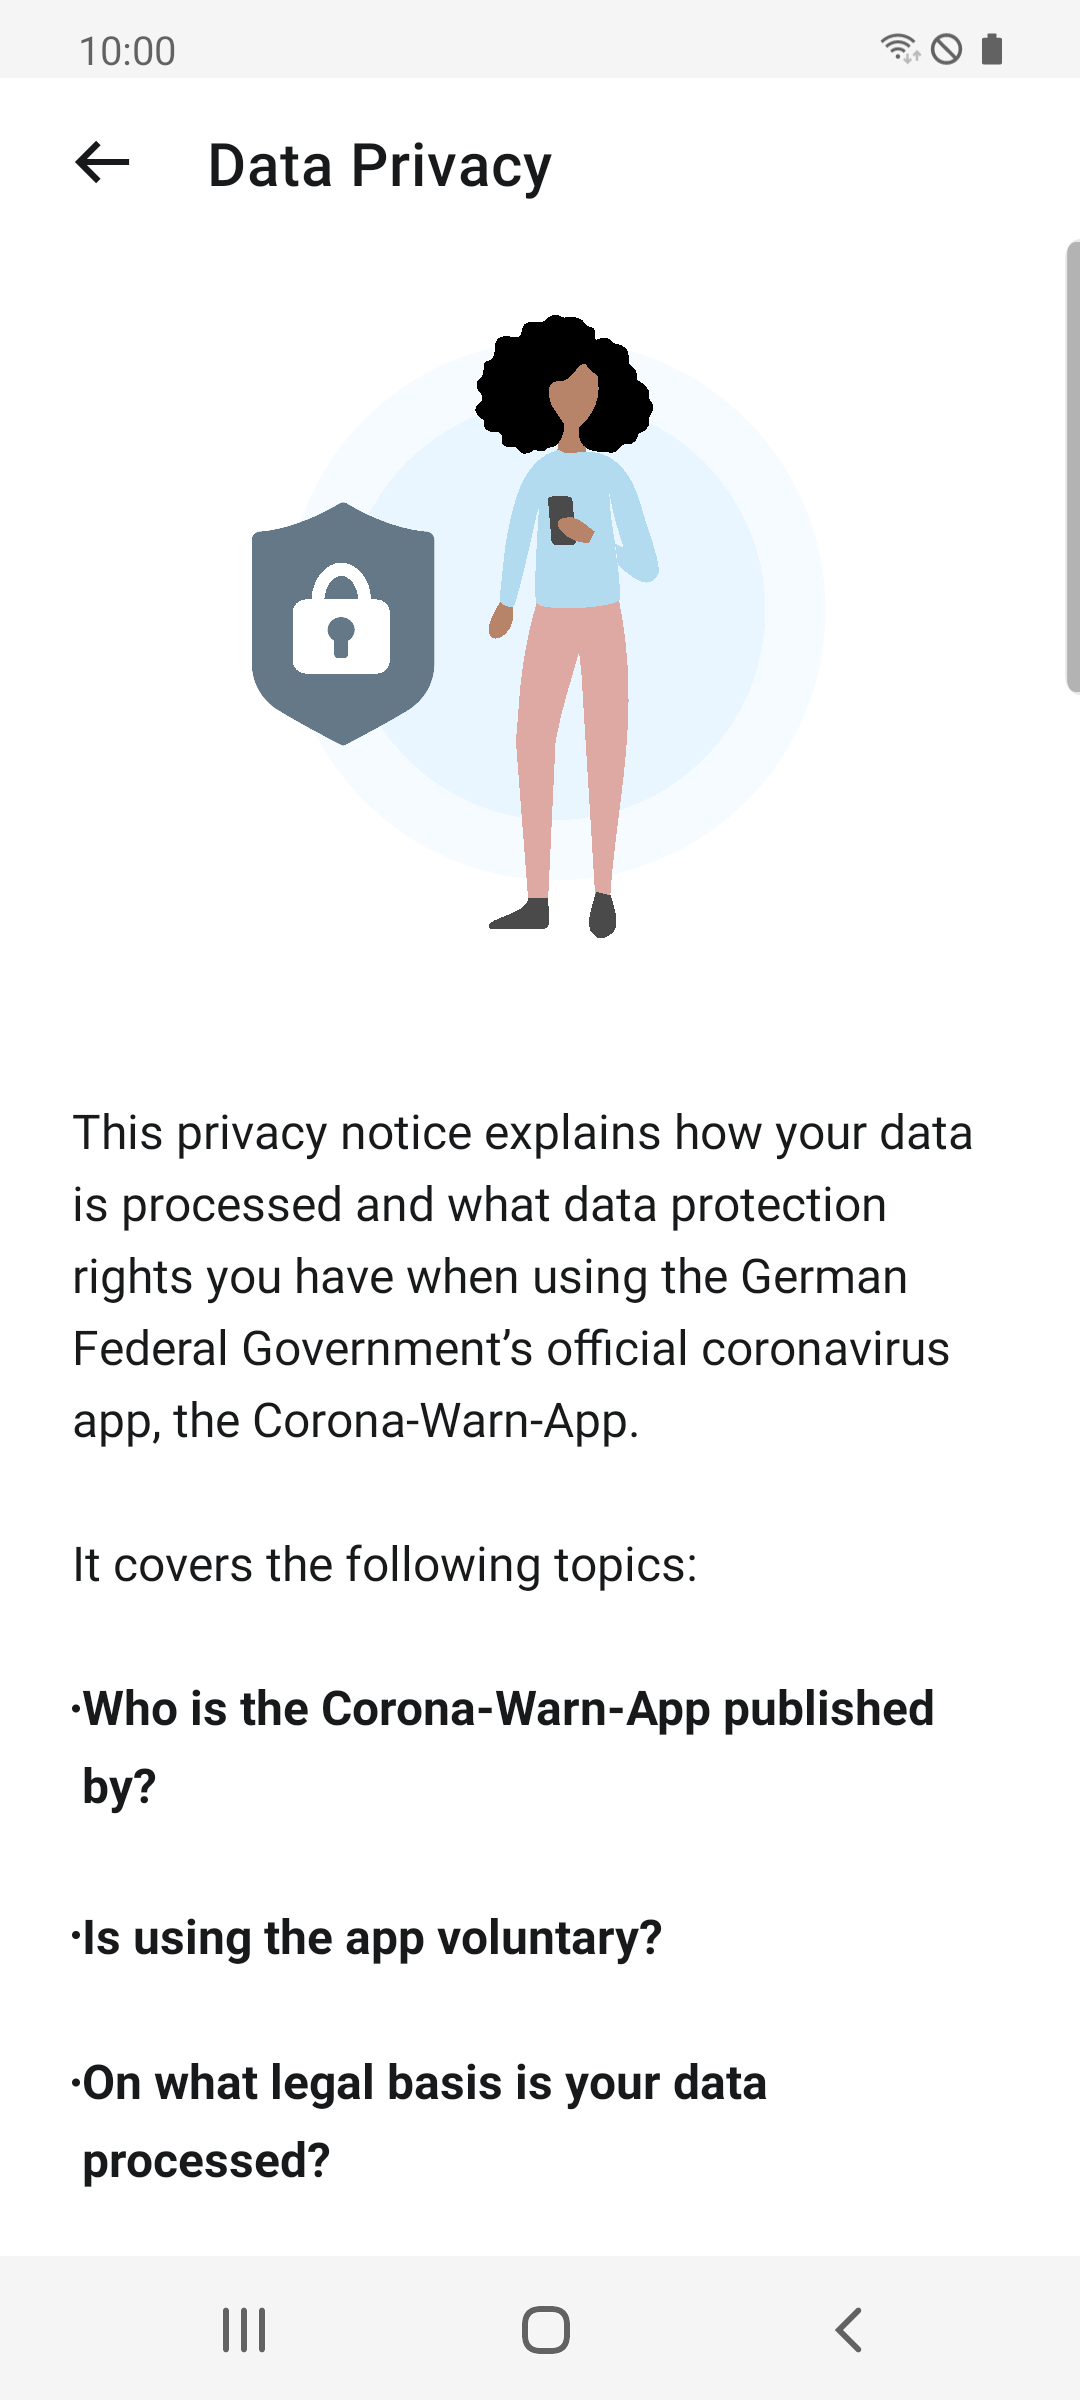 10:00
Data Privacy
This privacy notice explains how your data
is processed and what data protection
rights you have when using the German
Federal Government’s official coronavirus
app, the Corona-Warn-App.
It covers the following topics:
·Who is the Corona-Warn-App published
by?
·Is using the app voluntary?
·On what legal basis is your data
processed?